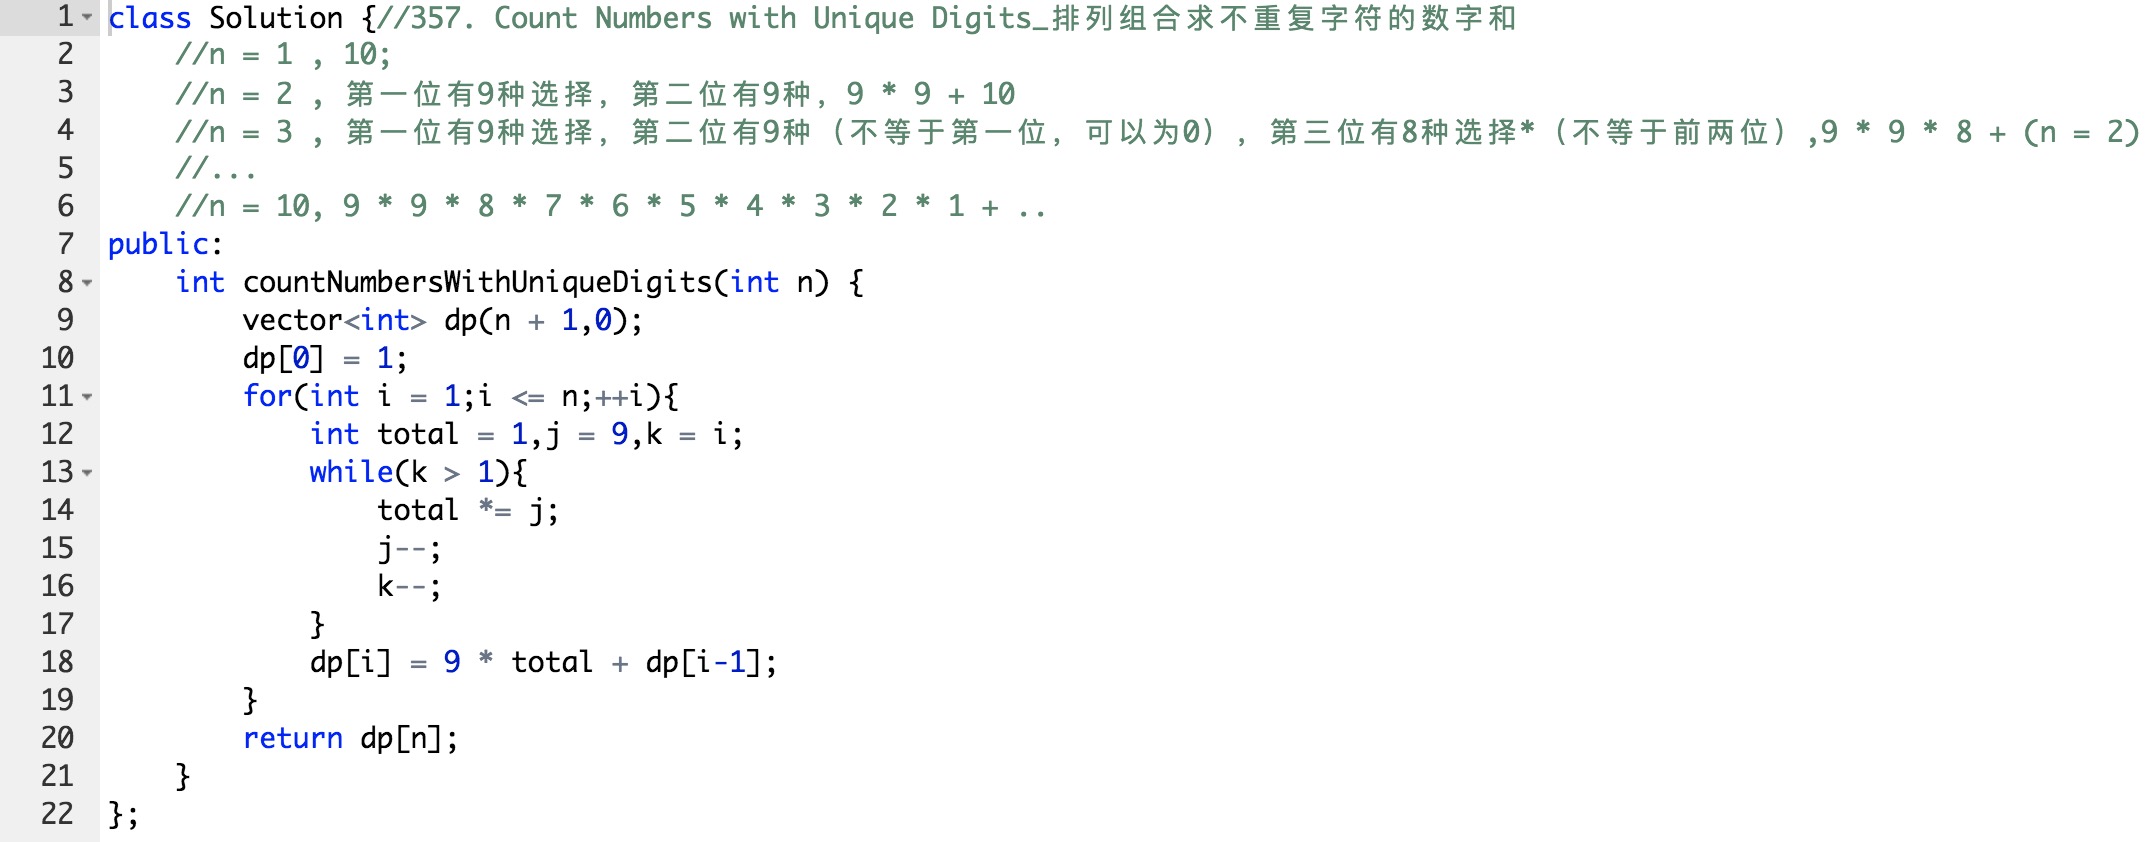 1 class Solution {//357. Count Numbers with Unique Digits_排列组合求不重复字符的数字和
2 //n = 1 , 10;
3 //n = 2 , 第一位有9种选择, 第二位有9种, 9 * 9 + 10
4 //n = 3 , 第一位有9种选择, 第二位有9种 (不等于第一位, 可以为0) , 第三位有8种选择* (不等于前两位) ,9 * 9 * 8 + (n = 2)
5 //...
6 //n = 10, 9 * 9 * 8 * 7 * 6 * 5 * 4 * 3 * 2 * 1 + ..
7 public:
8 int countNumbersWithUniqueDigits(int n) {
9 vector<int> dp(n + 1,0);
10 dp[0] = 1;
11 for(int i = 1;i <= n;++i){
12 int total = 1,j = 9,k = i;
13 while(k > 1){
14 total *= j;
15 j--;
16 k--;
17 }
18 dp[i] = 9 * total + dp[i-1];
19 }
20 return dp[n];
21 }
22 };